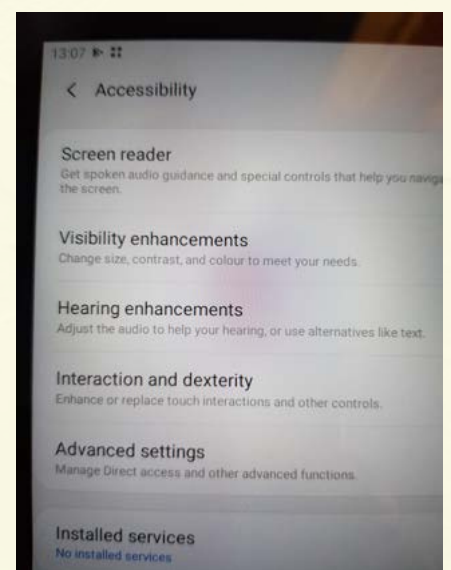 13:07
Accessibility
Screen reader
Get spoken audio guidance and special controls that help you
the screen.
Visibility enhancements
Change size, contrast, and colour to meet your needs.
Hearing enhancements
Adjust the audio to help your hearing, or use alternatives like text.
Interaction and dexterity
Enhance or replace touch interactions and other controls.
Advanced settings
Manage Direct access and other advanced functions.
Installed services
No installed services